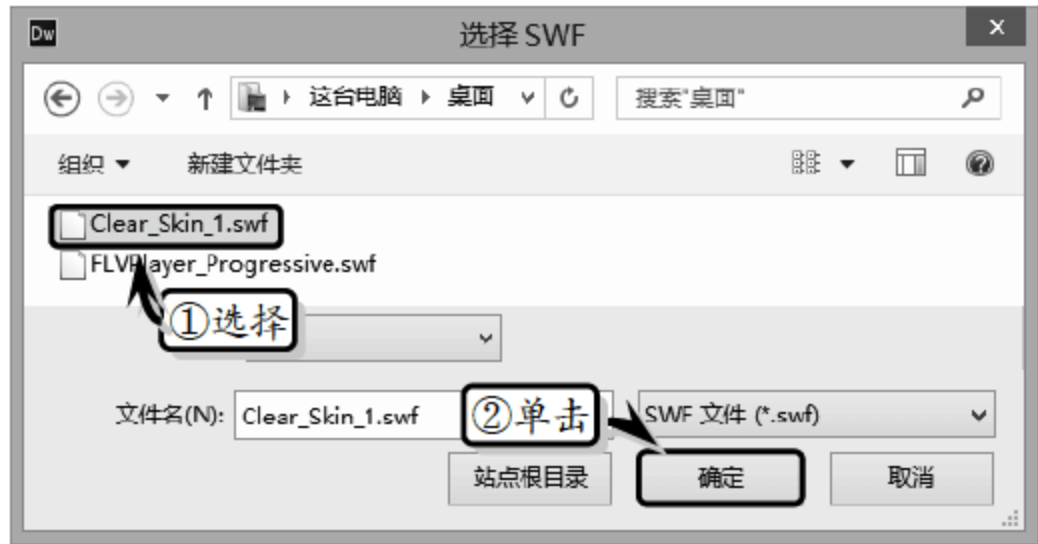 Dw
选择 SWF
x
这台电脑 桌面
搜索"桌面"
组织
新建文件夹
Clear_Skin_1.swf
FLVPlayer_Progressive.swf
①选择
文件名(N): Clear_Skin_1.swf
②单击
SWF 文件 (*.swf)
站点根目录
确定
取消